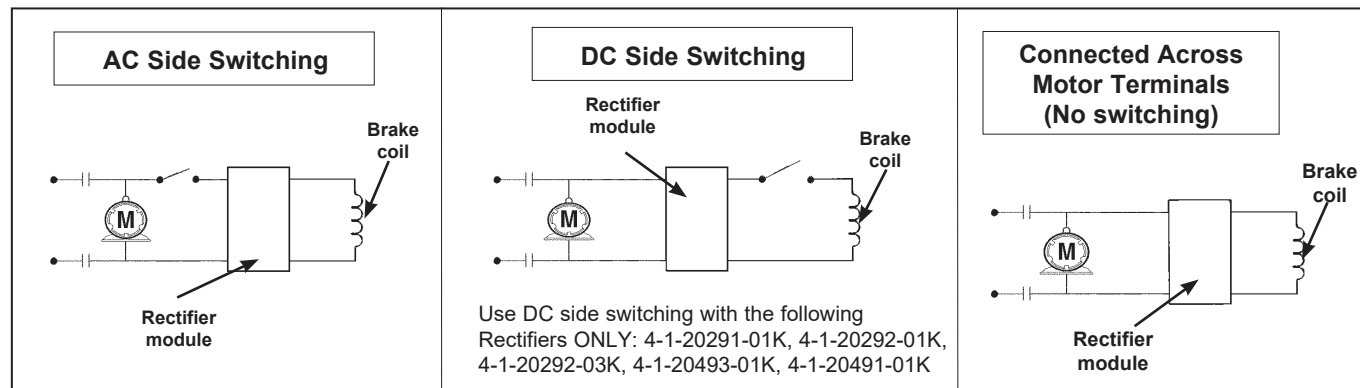 AC Side Switching
Brake
coil
M
Rectifier
module
DC Side Switching
Rectifier
module
Brake
coil
M
Use DC side switching with the following
Rectifiers ONLY: 4-1-20291-01K, 4-1-20292-01K,
4-1-20292-03K, 4-1-20493-01K, 4-1-20491-01K
Connected Across
Motor Terminals
(No switching)
Brake
coil
M
Rectifier
module